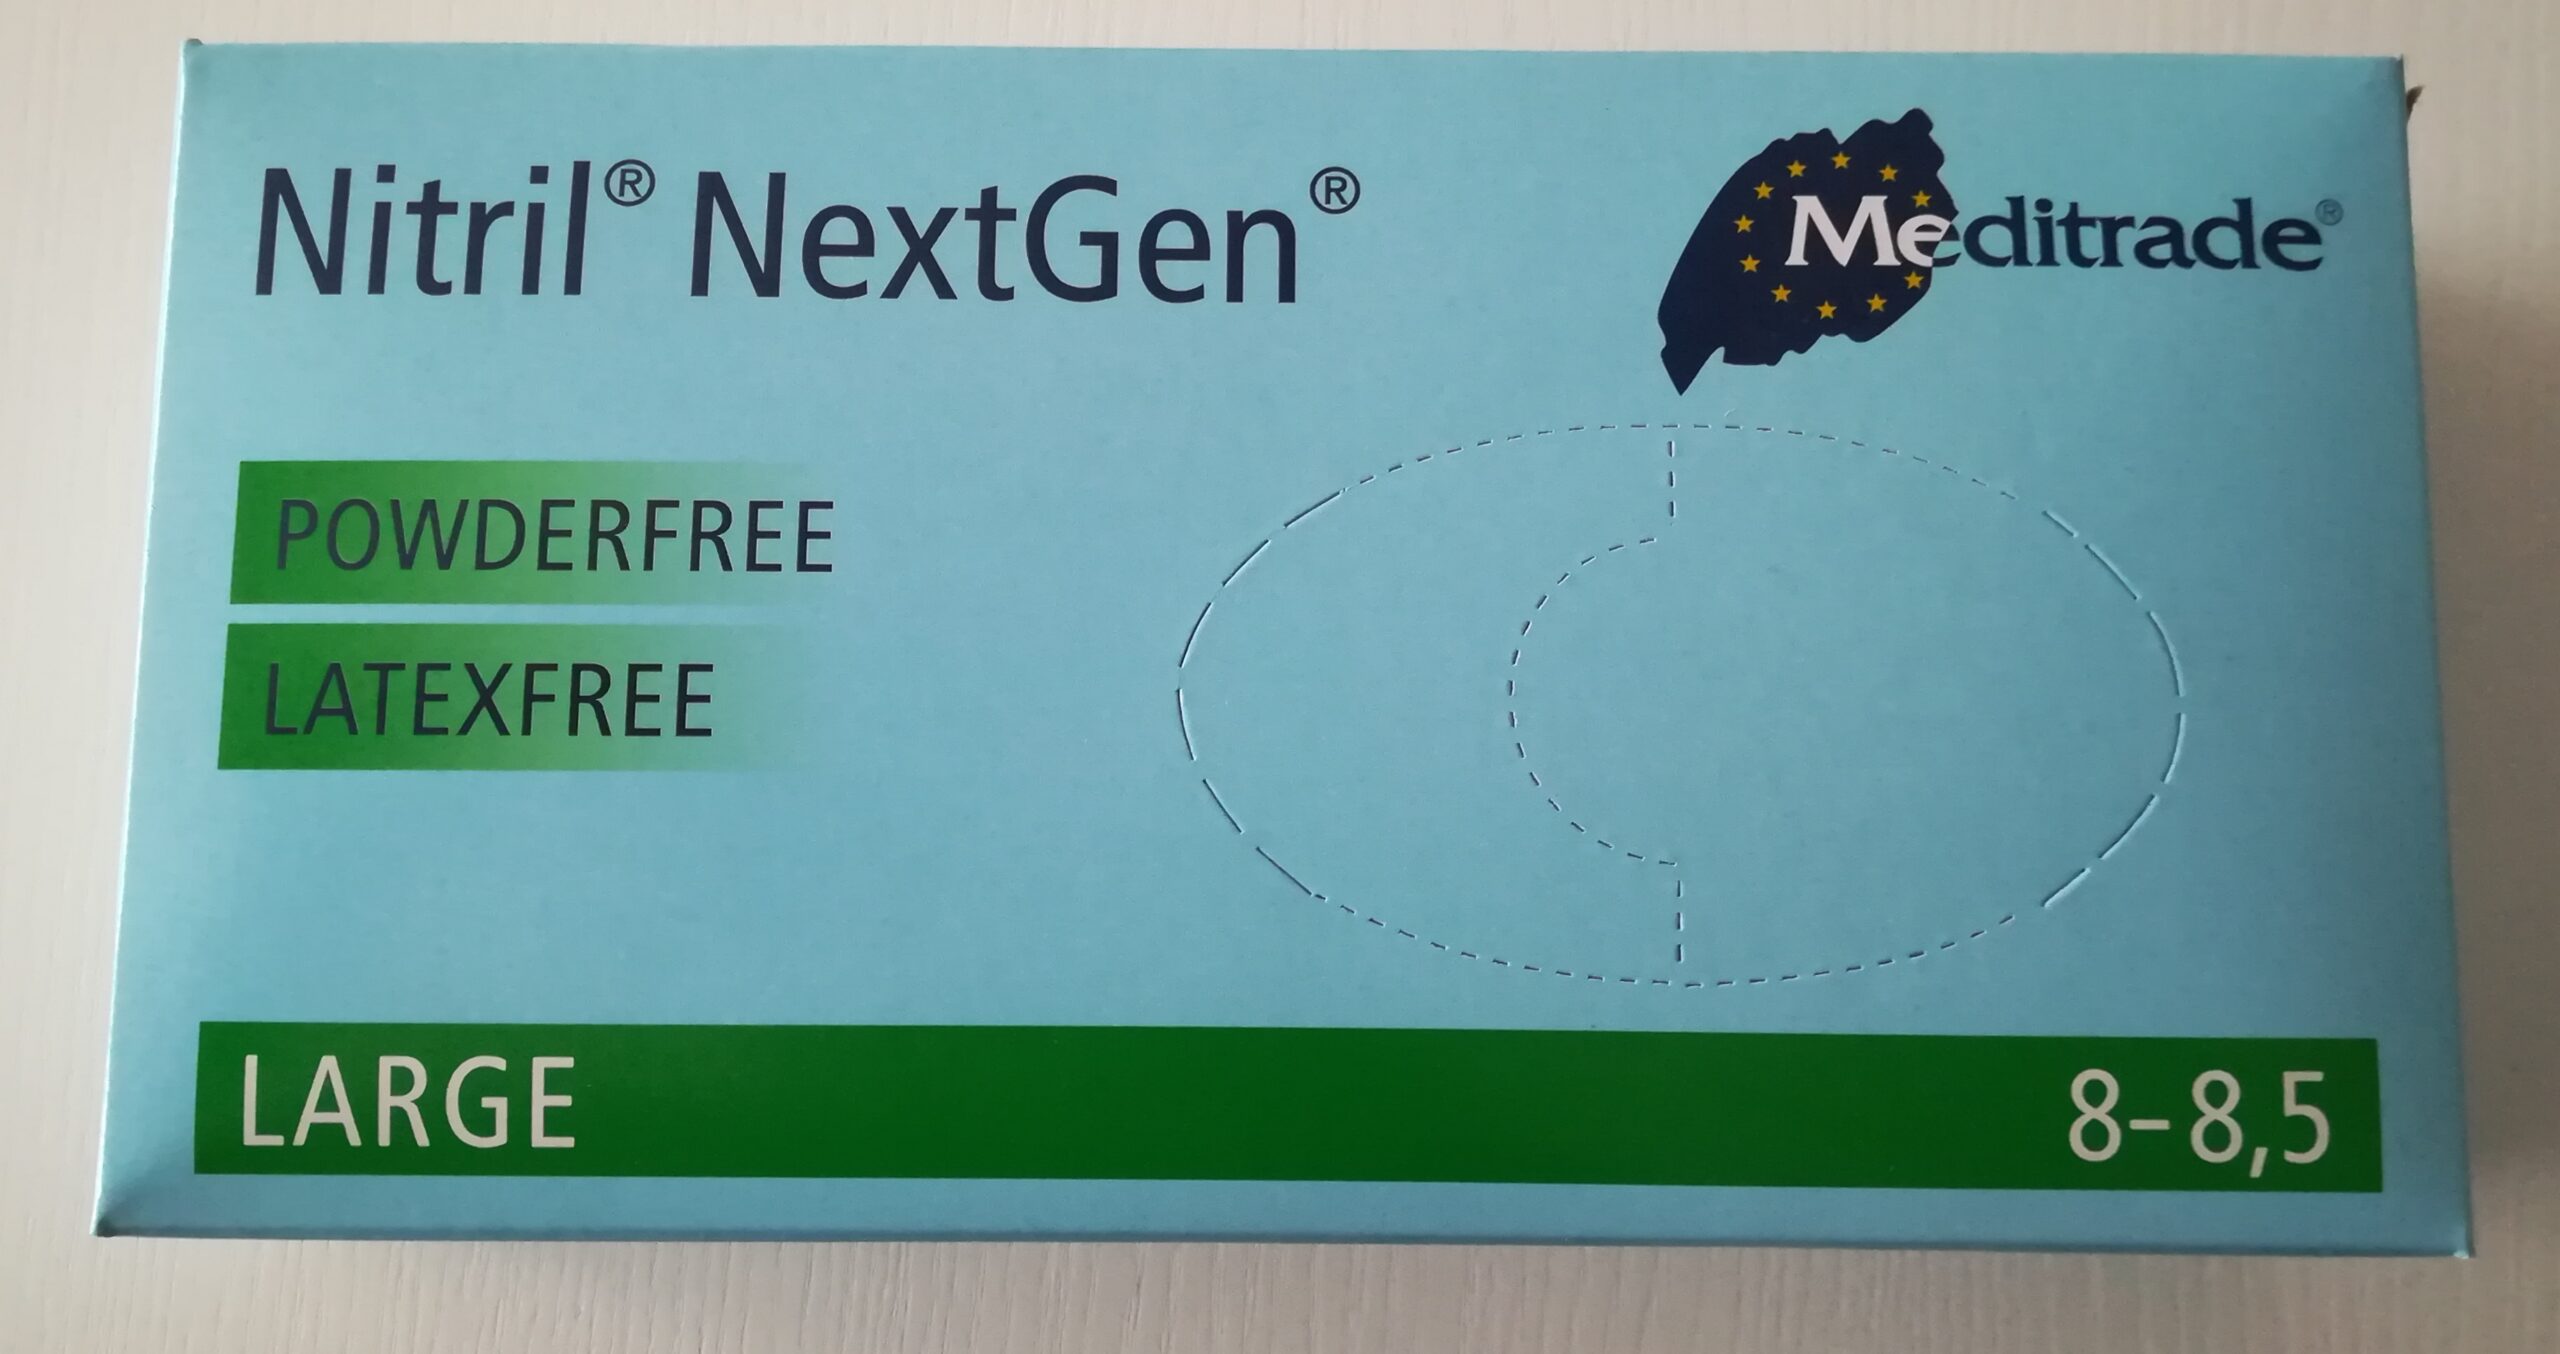 Nitril® NextGen®
Meditrade®
POWDERFREE
LATEXFREE
LARGE
8–8,5